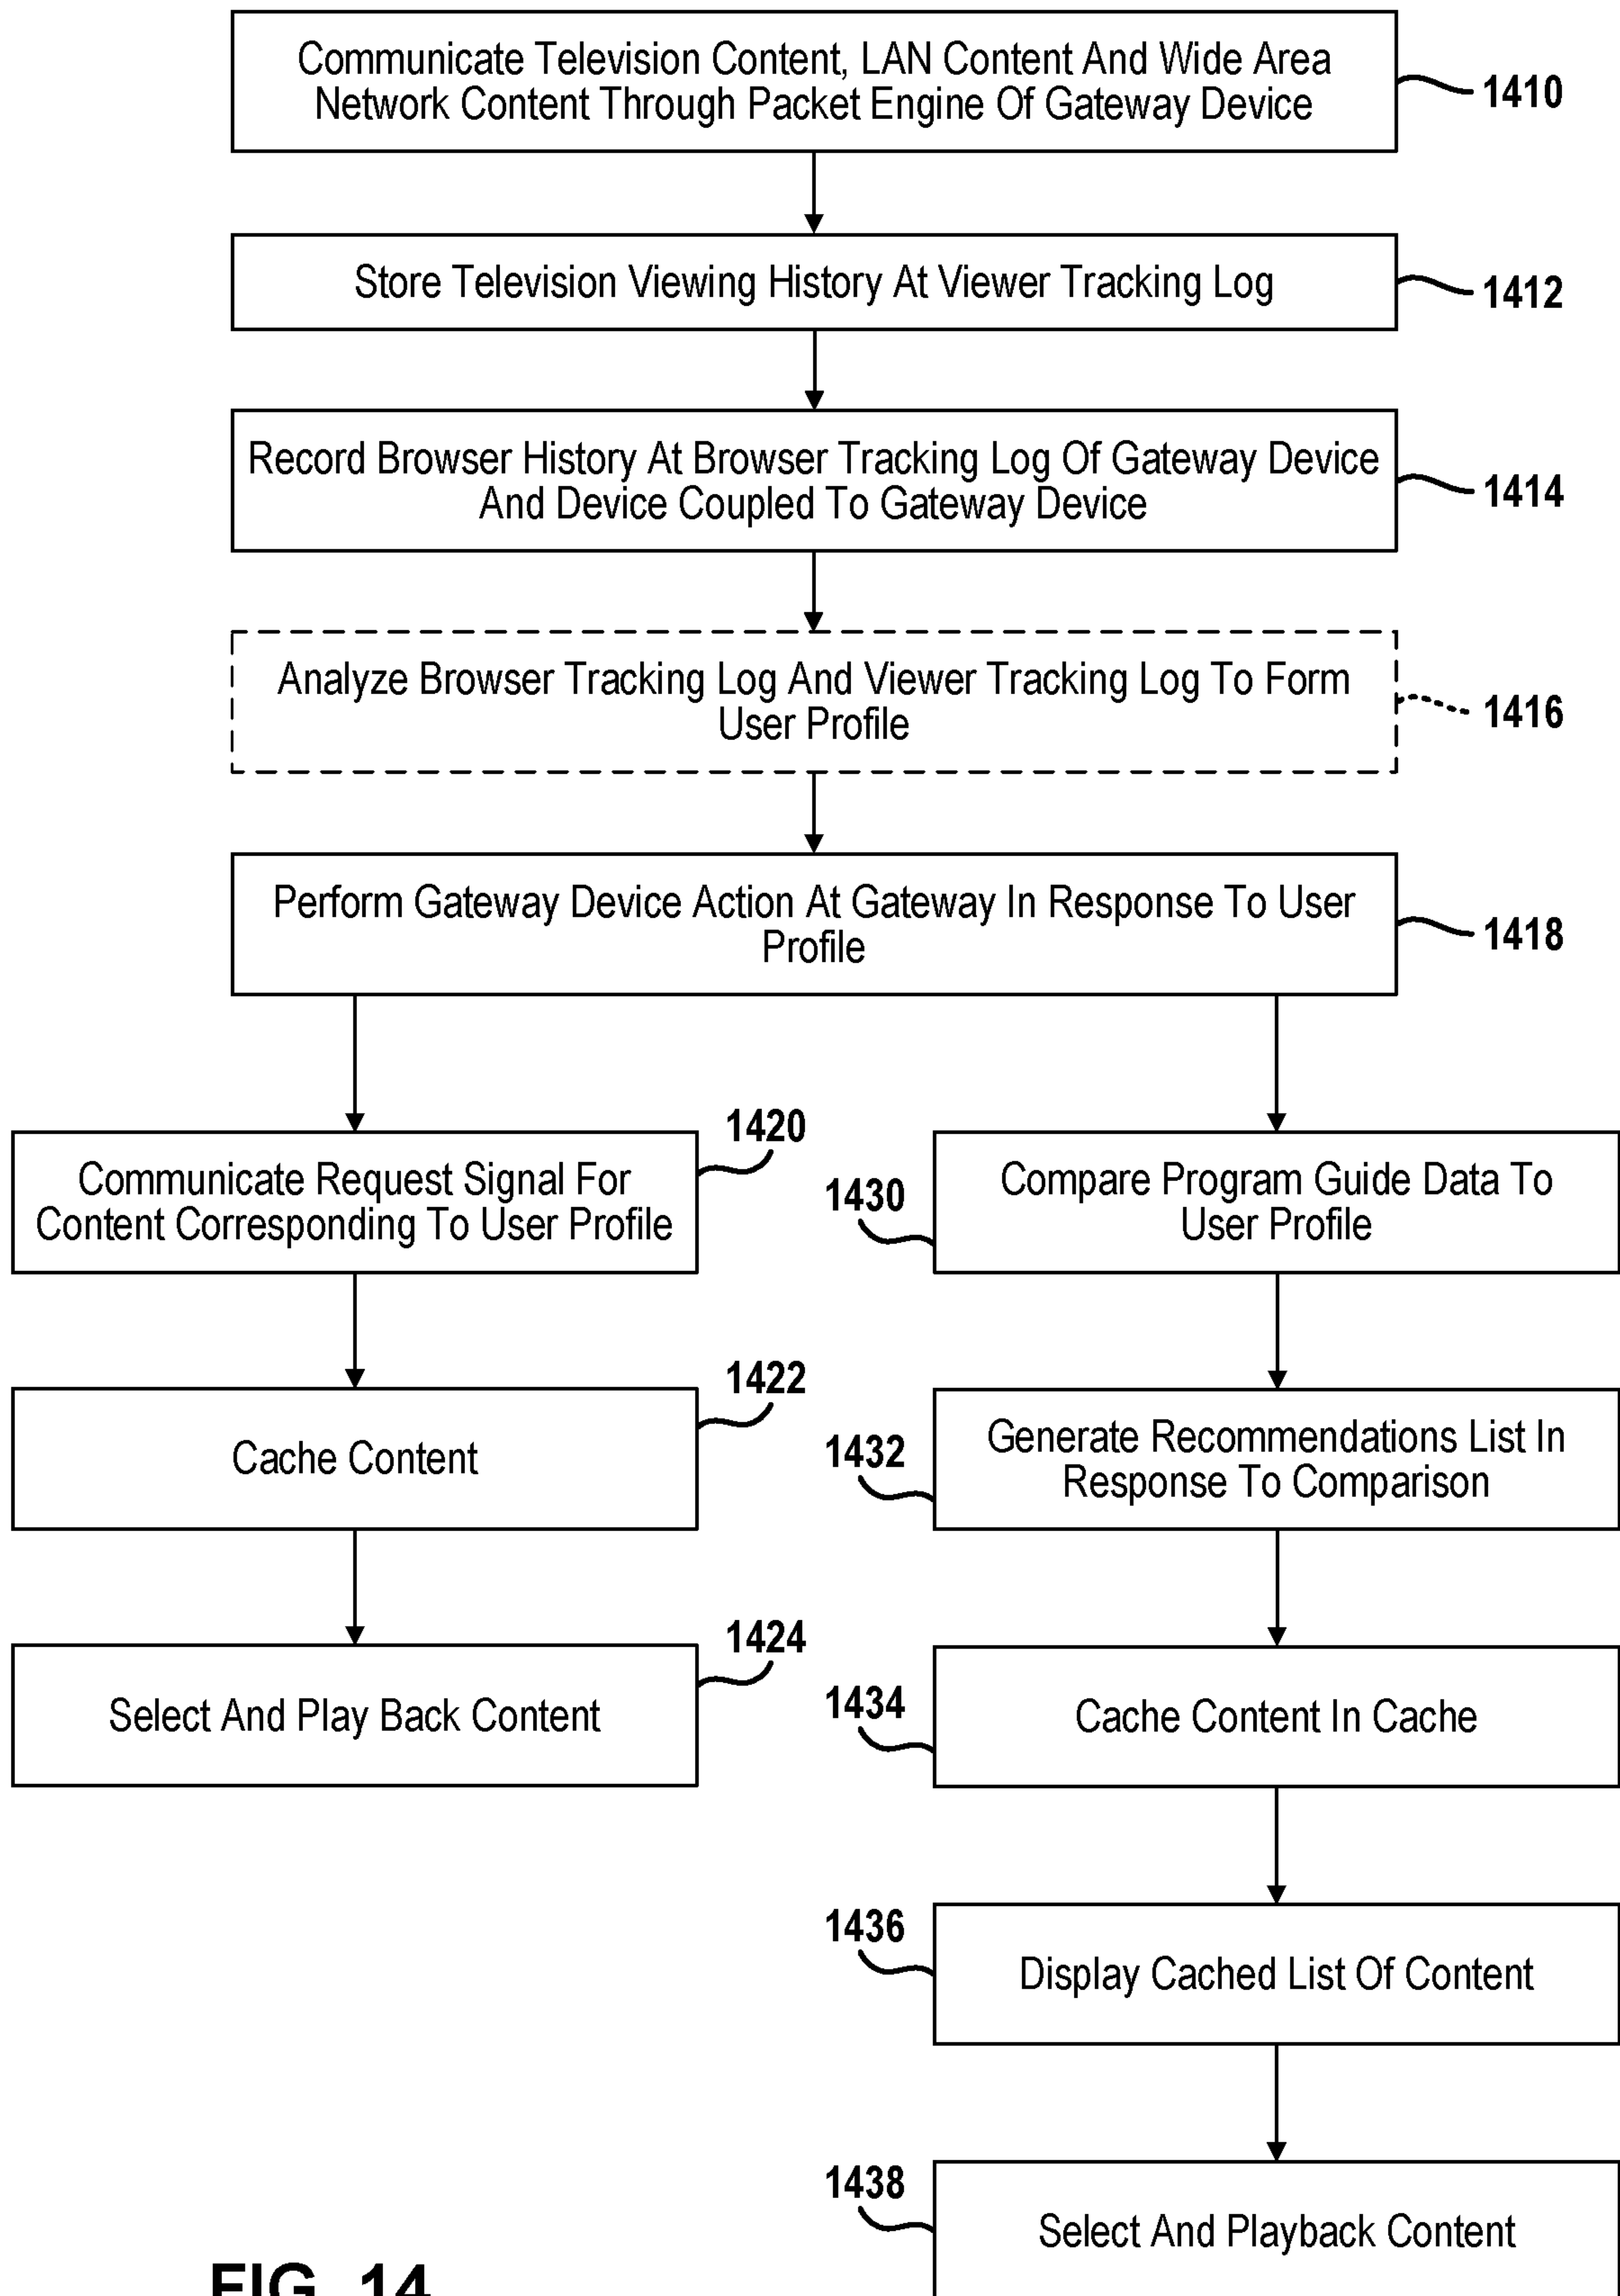 Communicate Television Content, LAN Content And Wide Area
Network Content Through Packet Engine Of Gateway Device
1410
Store Television Viewing History At Viewer Tracking Log
1412
Record Browser History At Browser Tracking Log Of Gateway Device
And Device Coupled To Gateway Device
1414
Analyze Browser Tracking Log And Viewer Tracking Log To Form
User Profile
1416
Perform Gateway Device Action At Gateway In Response To User
Profile
1418
1420
Communicate Request Signal For
Content Corresponding To User Profile
1422
Cache Content
1424
Select And Play Back Content
1430
Compare Program Guide Data To
User Profile
1432
Generate Recommendations List In
Response To Comparison
1434
Cache Content In Cache
1436
Display Cached List Of Content
1438
Select And Playback Content
FIG. 14